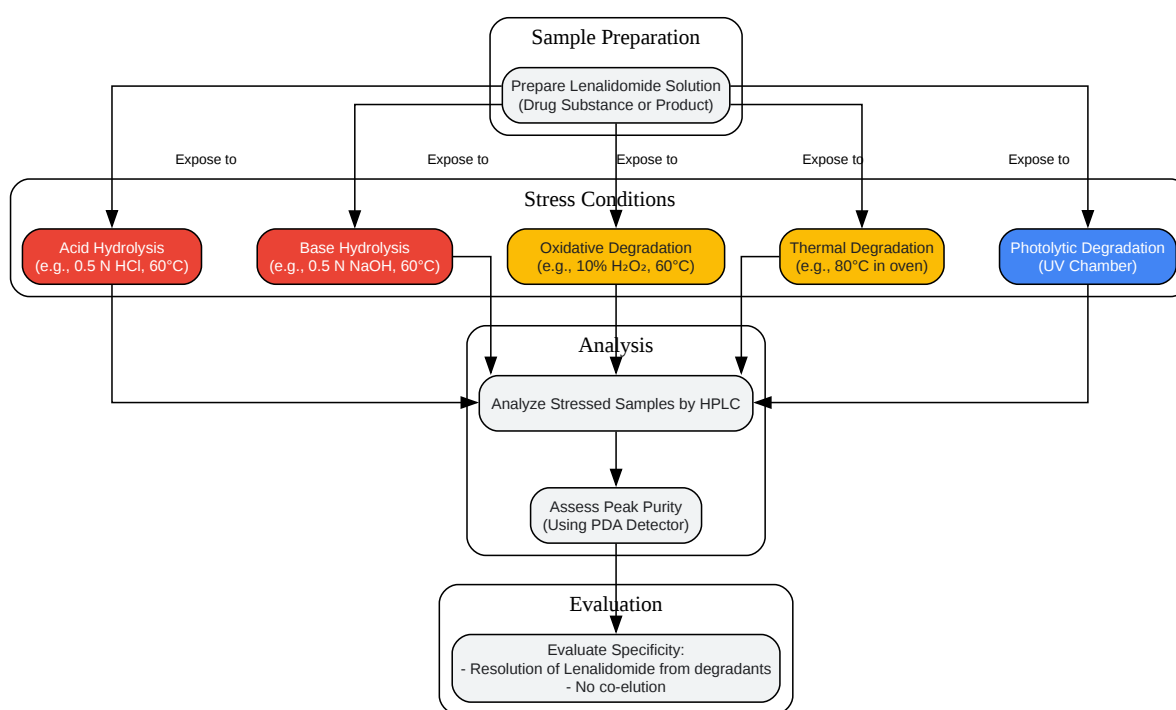 Sample Preparation
Prepare Lenalidomide Solution
(Drug Substance or Product)
Expose to
Expose to
Expose to
Expose to
Expose to
Stress Conditions
Acid Hydrolysis
(e.g., 0.5 N HCl, 60°C)
Base Hydrolysis
(e.g., 0.5 N NaOH, 60°C)
Oxidative Degradation
(e.g., 10% H₂O₂, 60°C)
Thermal Degradation
(e.g., 80°C in oven)
Photolytic Degradation
(UV Chamber)
Analysis
Analyze Stressed Samples by HPLC
Assess Peak Purity
(Using PDA Detector)
Evaluation
Evaluate Specificity:
- Resolution of Lenalidomide from degradants
- No co-elution